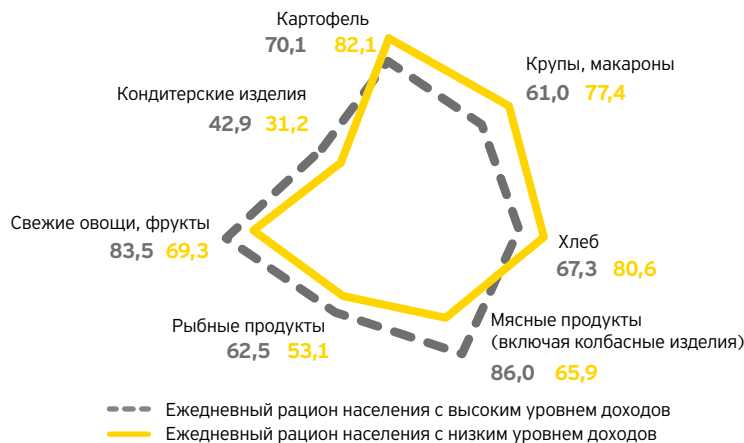 Картофель
70,1 82,1
Крупы, макароны
61,0 77,4
Кондитерские изделия
42,9 31,2
Свежие овощи, фрукты
83,5 69,3
Хлеб
67,3 80,6
Рыбные продукты
62,5 53,1
Мясные продукты
(включая колбасные изделия)
86,0 65,9
Ежедневный рацион населения с высоким уровнем доходов
Ежедневный рацион населения с низким уровнем доходов